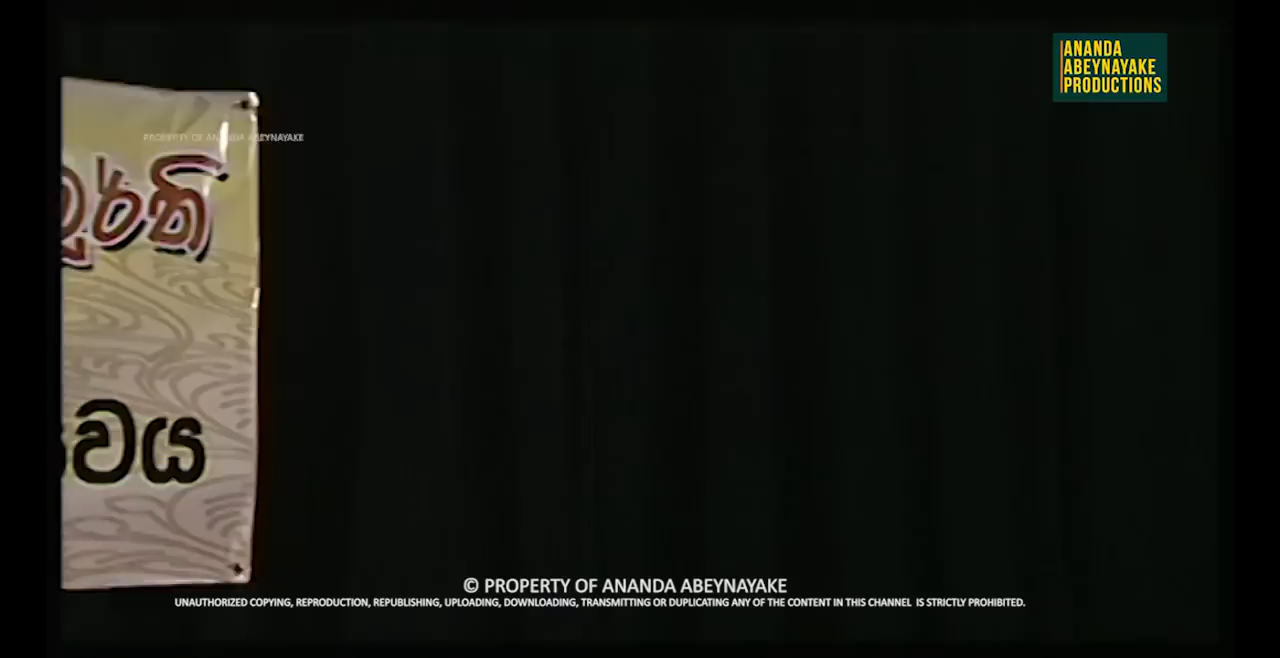 ANANDA
ABEYNAYAKE
PRODUCTIONS
PROPERTY OF ANANDA ABEYNAYAKE
© PROPERTY OF ANANDA ABEYNAYAKE
UNAUTHORIZED COPYING, REPRODUCTION, REPUBLISHING, UPLOADING, DOWNLOADING, TRANSMITTING OR DUPLICATING ANY OF THE CONTENT IN THIS CHANNEL IS STRICTLY PROHIBITED.